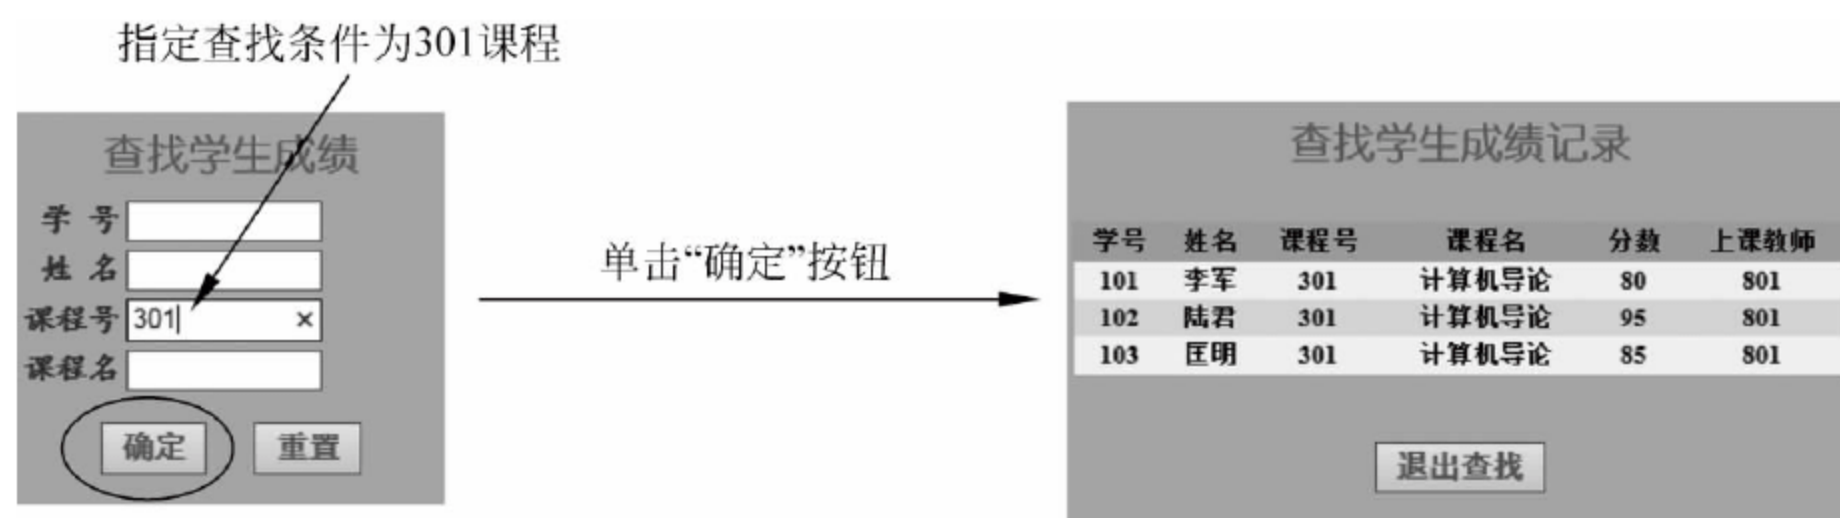 指定查找条件为301课程
查找学生成绩
学 号
姓 名
课程号 301 ×
课程名
确定 重置
单击“确定”按钮
查找学生成绩记录
学号 姓名 课程号 课程名 分数 上课教师
101 李军 301 计算机导论 80 801
102 陆君 301 计算机导论 95 801
103 匡明 301 计算机导论 85 801
退出查找